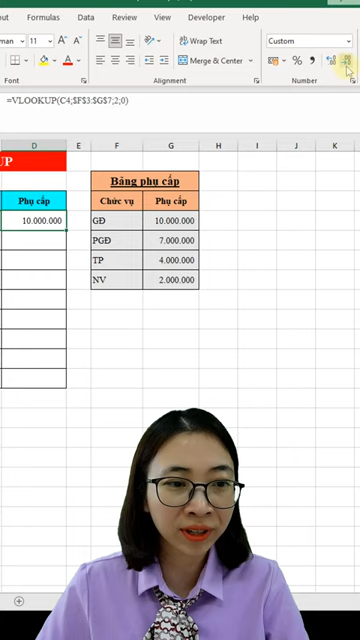 Formulas Data Review View Developer Help
man 11 A^ A˅ Wrap Text Custom
Merge & Center % ,
Font Alignment Number
=VLOOKUP(C4;$F$3:$G$7;2;0)
D E F G H I J K
UP Bảng phụ cấp
Phụ cấp Chức vụ Phụ cấp
10.000.000 GĐ 10.000.000
PGĐ 7.000.000
TP 4.000.000
NV 2.000.000